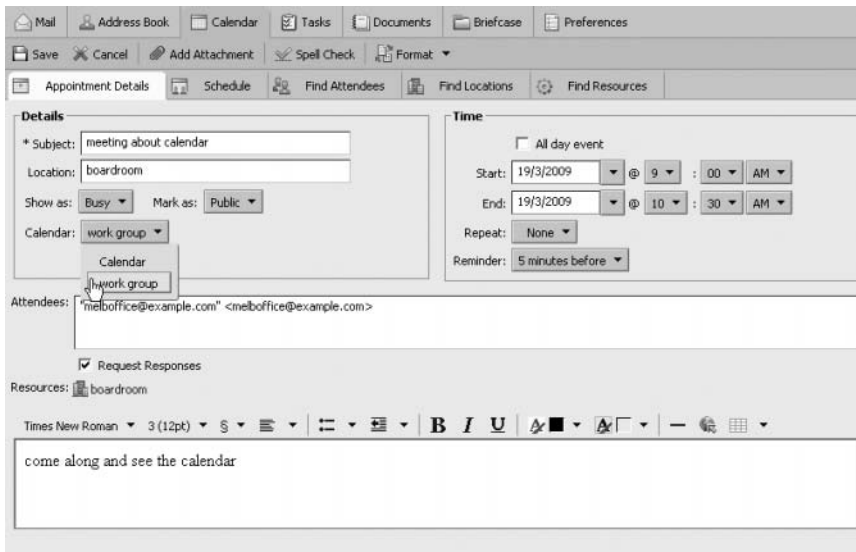 Mail Address Book Calendar Tasks Documents Briefcase Preferences
Save Cancel Add Attachment Spell Check Format
Appointment Details Schedule Find Attendees Find Locations Find Resources
Details
* Subject: meeting about calendar
Location: boardroom
Show as: Busy Mark as: Public
Calendar: work group
Calendar
work group
Time
All day event
Start: 19/3/2009 @ 9 : 00 AM
End: 19/3/2009 @ 10 : 30 AM
Repeat: None
Reminder: 5 minutes before
Attendees: "melboffice@example.com" <melboffice@example.com>
Request Responses
Resources: boardroom
Times New Roman 3 (12pt) § B I U
come along and see the calendar